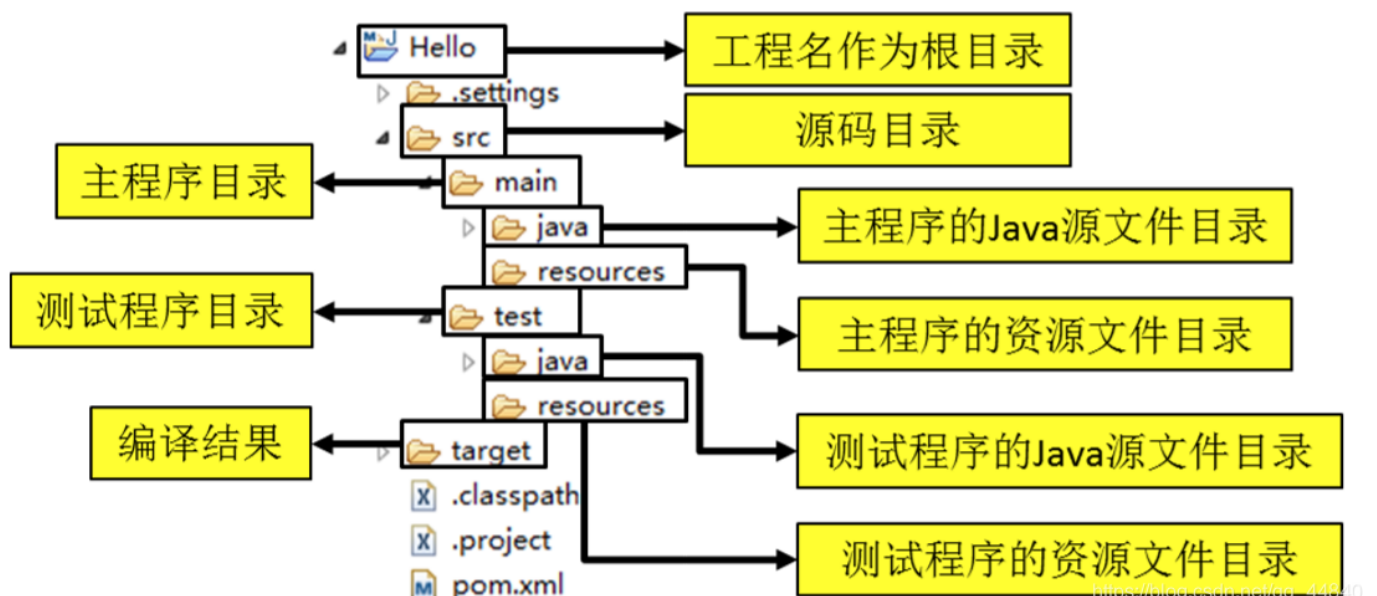 Hello
工程名作为根目录
.settings
src
源码目录
主程序目录
main
java
主程序的Java源文件目录
resources
测试程序目录
test
主程序的资源文件目录
java
resources
编译结果
target
测试程序的Java源文件目录
.classpath
.project
测试程序的资源文件目录
pom.xml